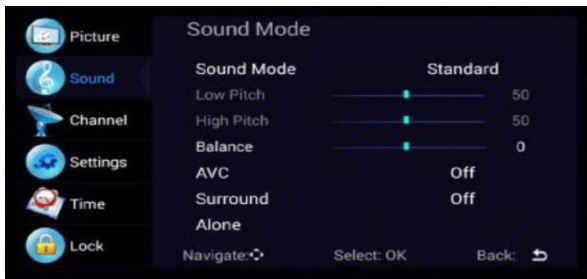 Picture
Sound
Channel
Settings
Time
Lock
Sound Mode
Sound Mode Standard
Low Pitch 50
High Pitch 50
Balance 0
AVC Off
Surround Off
Alone
Navigate: Select: OK Back: